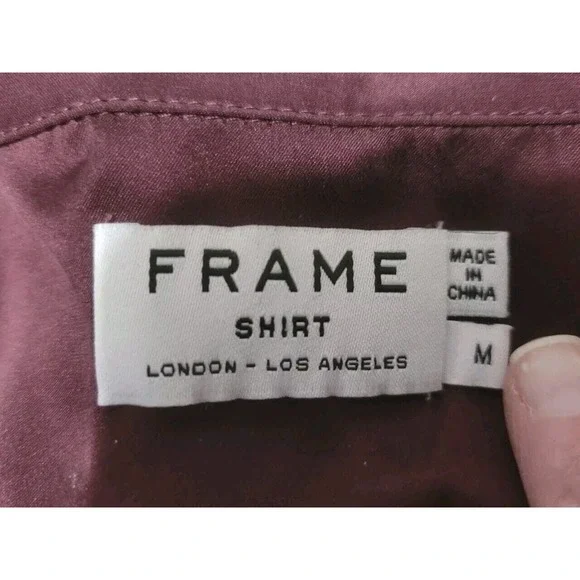 FRAME
SHIRT
LONDON - LOS ANGELES
MADE
IN
CHINA
M